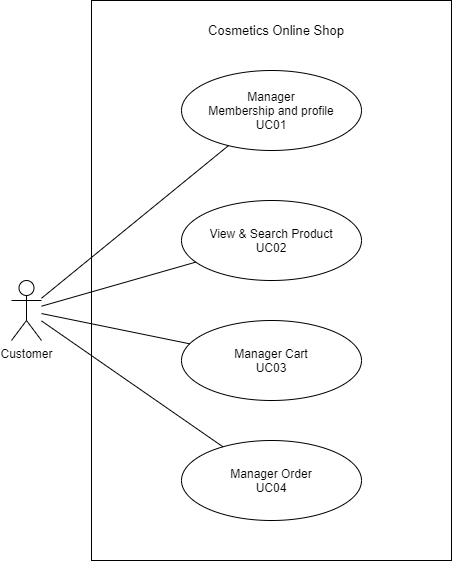 Cosmetics Online Shop
Manager
Membership and profile
UC01
View & Search Product
UC02
Customer
Manager Cart
UC03
Manager Order
UC04